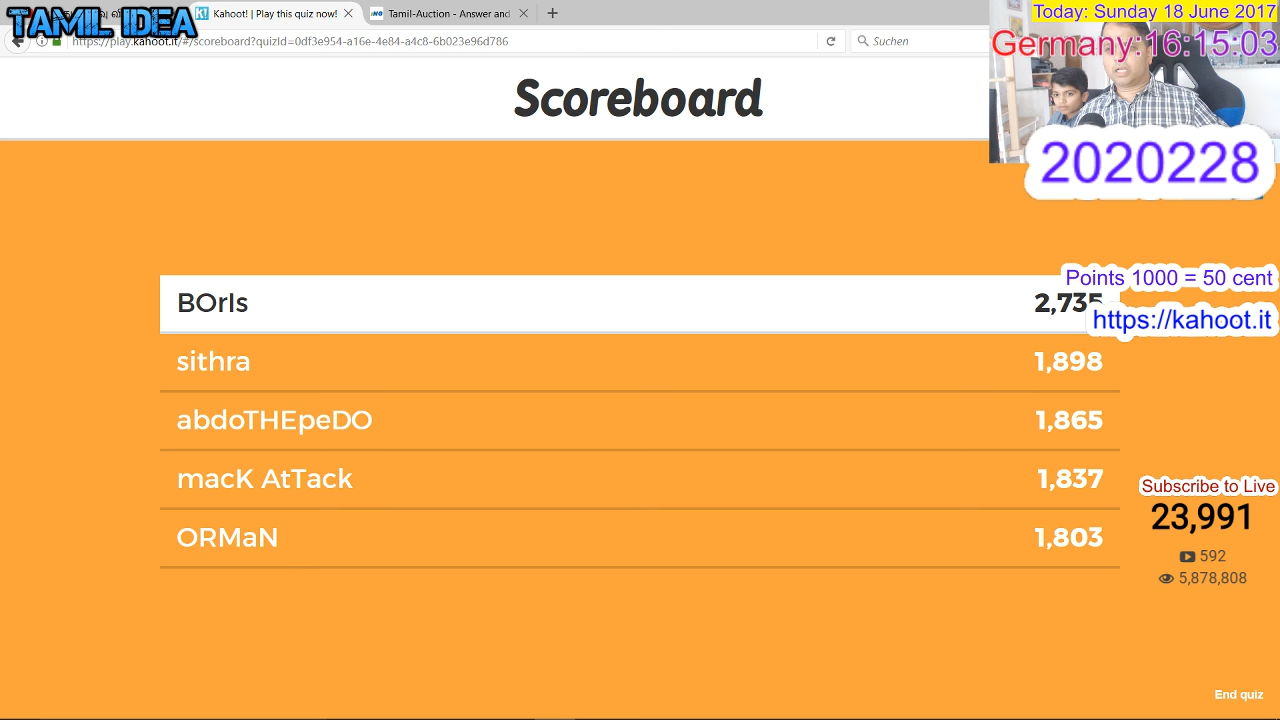 TAMIL IDEA
Kahoot! | Play this quiz now!
Tamil-Auction - Answer and
https://play.kahoot.it/#/scoreboard?quizId=0df3e954-a16e-4e84-a4c8-6b023e96d786
Suchen
Today: Sunday 18 June 2017
Germany:16:15:03
Scoreboard
2020228
Points 1000 = 50 cent
BOrIs 2,735
https://kahoot.it
sithra 1,898
abdoTHEpeDO 1,865
macK AtTack 1,837
Subscribe to Live
23,991
ORMaN 1,803
592
5,878,808
End quiz